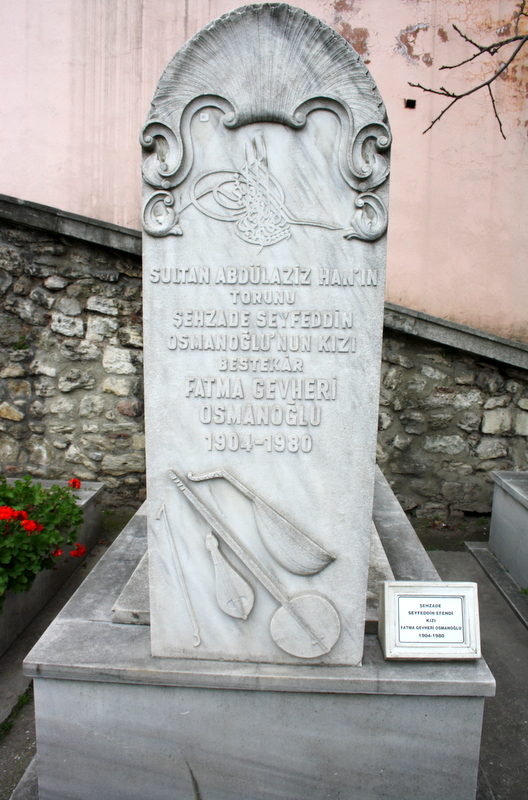 SULTAN ABDÜLAZİZ HAN'IN
TORUNU
ŞEHZADE SEYFEDDİN
OSMANOĞLU'NUN KIZI
BESTEKÂR
FATMA GEVHERİ
OSMANOĞLU
1904-1980
ŞEHZADE
SEYFEDDİN EFENDİ
KIZI
FATMA GEVHERİ OSMANOĞLU
1904-1980